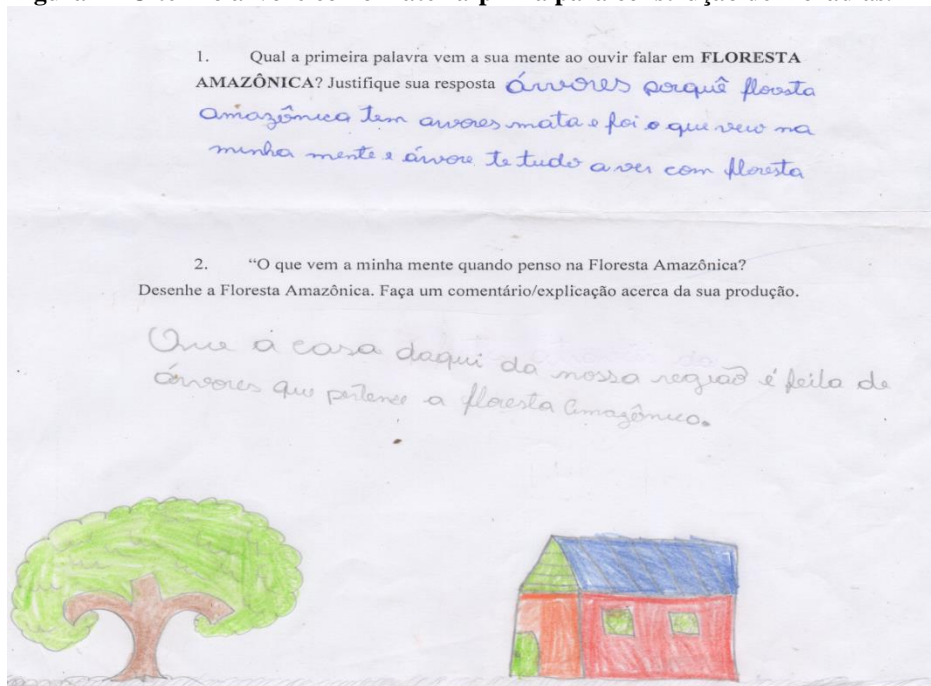 1. Qual a primeira palavra vem a sua mente ao ouvir falar em FLORESTA
AMAZÔNICA? Justifique sua resposta árvores porquê floresta
amazônica tem arvores mata e foi o que veio na
minha mente e árvore te tudo a ver com floresta
2. “O que vem a minha mente quando penso na Floresta Amazônica?
Desenhe a Floresta Amazônica. Faça um comentário/explicação acerca da sua produção.
Que a casa daqui da nossa região é feita de
árvores que pertence a floresta Amazônico.